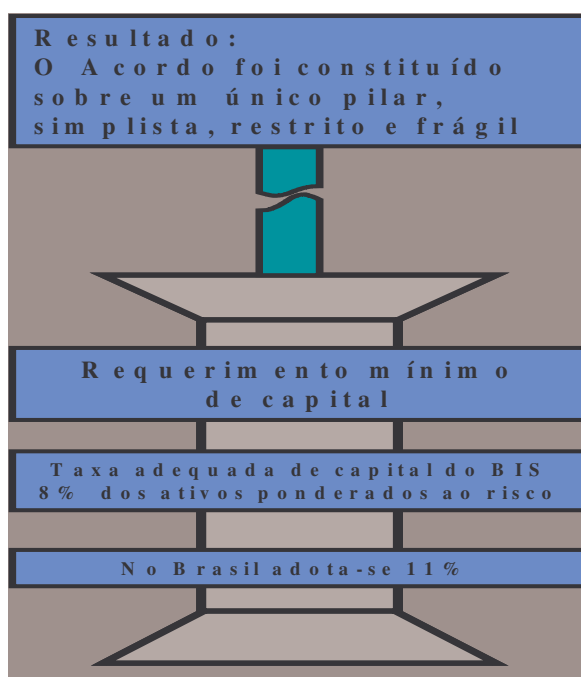 Resultado:
O Acordo foi constituído
sobre um único pilar,
simplista, restrito e frágil
Requerimento mínimo
de capital
Taxa adequada de capital do BIS
8% dos ativos ponderados ao risco
No Brasil adota-se 11%